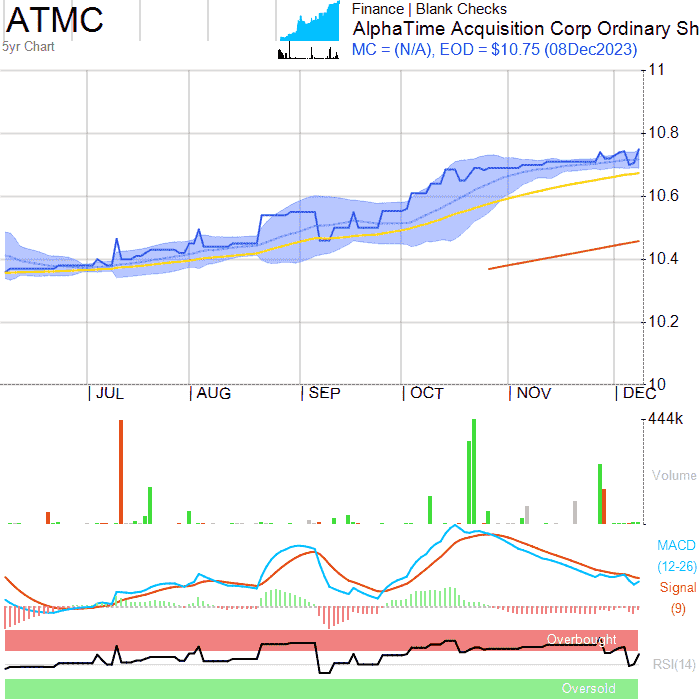 ATMC
5yr Chart
Finance | Blank Checks
AlphaTime Acquisition Corp Ordinary Sh
MC = (N/A), EOD = $10.75 (08Dec2023)
11
10.8
10.6
10.4
10.2
10
JUL AUG SEP OCT NOV DEC
444k
Volume
MACD
(12-26)
Signal
(9)
Overbought
RSI(14)
Oversold